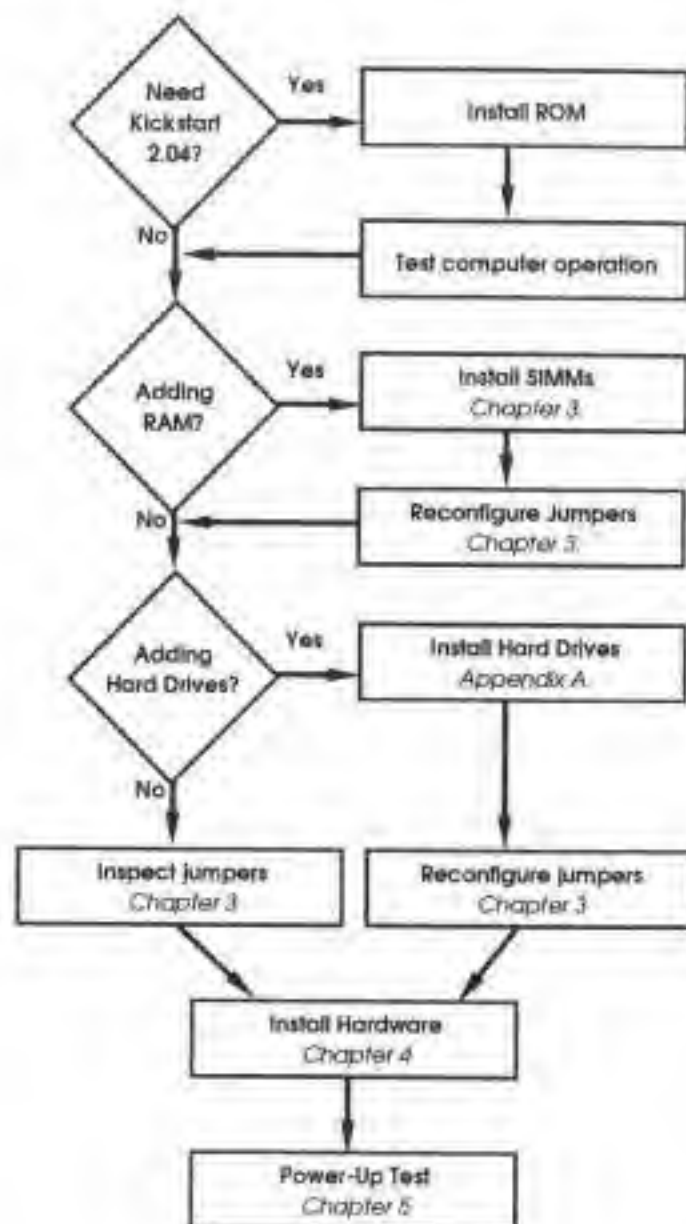 Need
Kickstart
2.04?
Yes
Install ROM
No
Test computer operation
Adding
RAM?
Yes
Install SIMMs
Chapter 3
No
Reconfigure Jumpers
Chapter 3
Adding
Hard Drives?
Yes
Install Hard Drives
Appendix A
No
Inspect jumpers
Chapter 3
Reconfigure jumpers
Chapter 3
Install Hardware
Chapter 4
Power-Up Test
Chapter 5